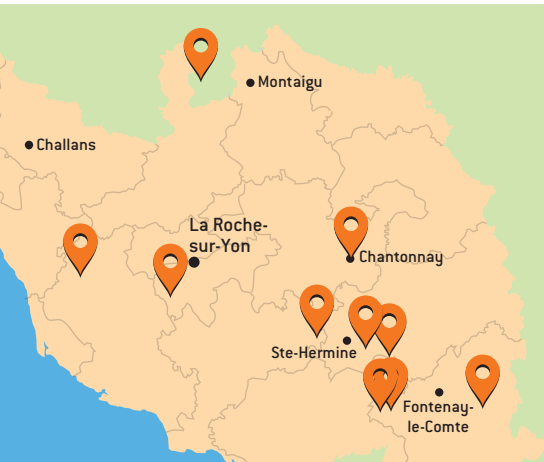 Montaigu
Challans
La Roche-
sur-Yon
Chantonnay
Ste-Hermine
Fontenay-
le-Comte